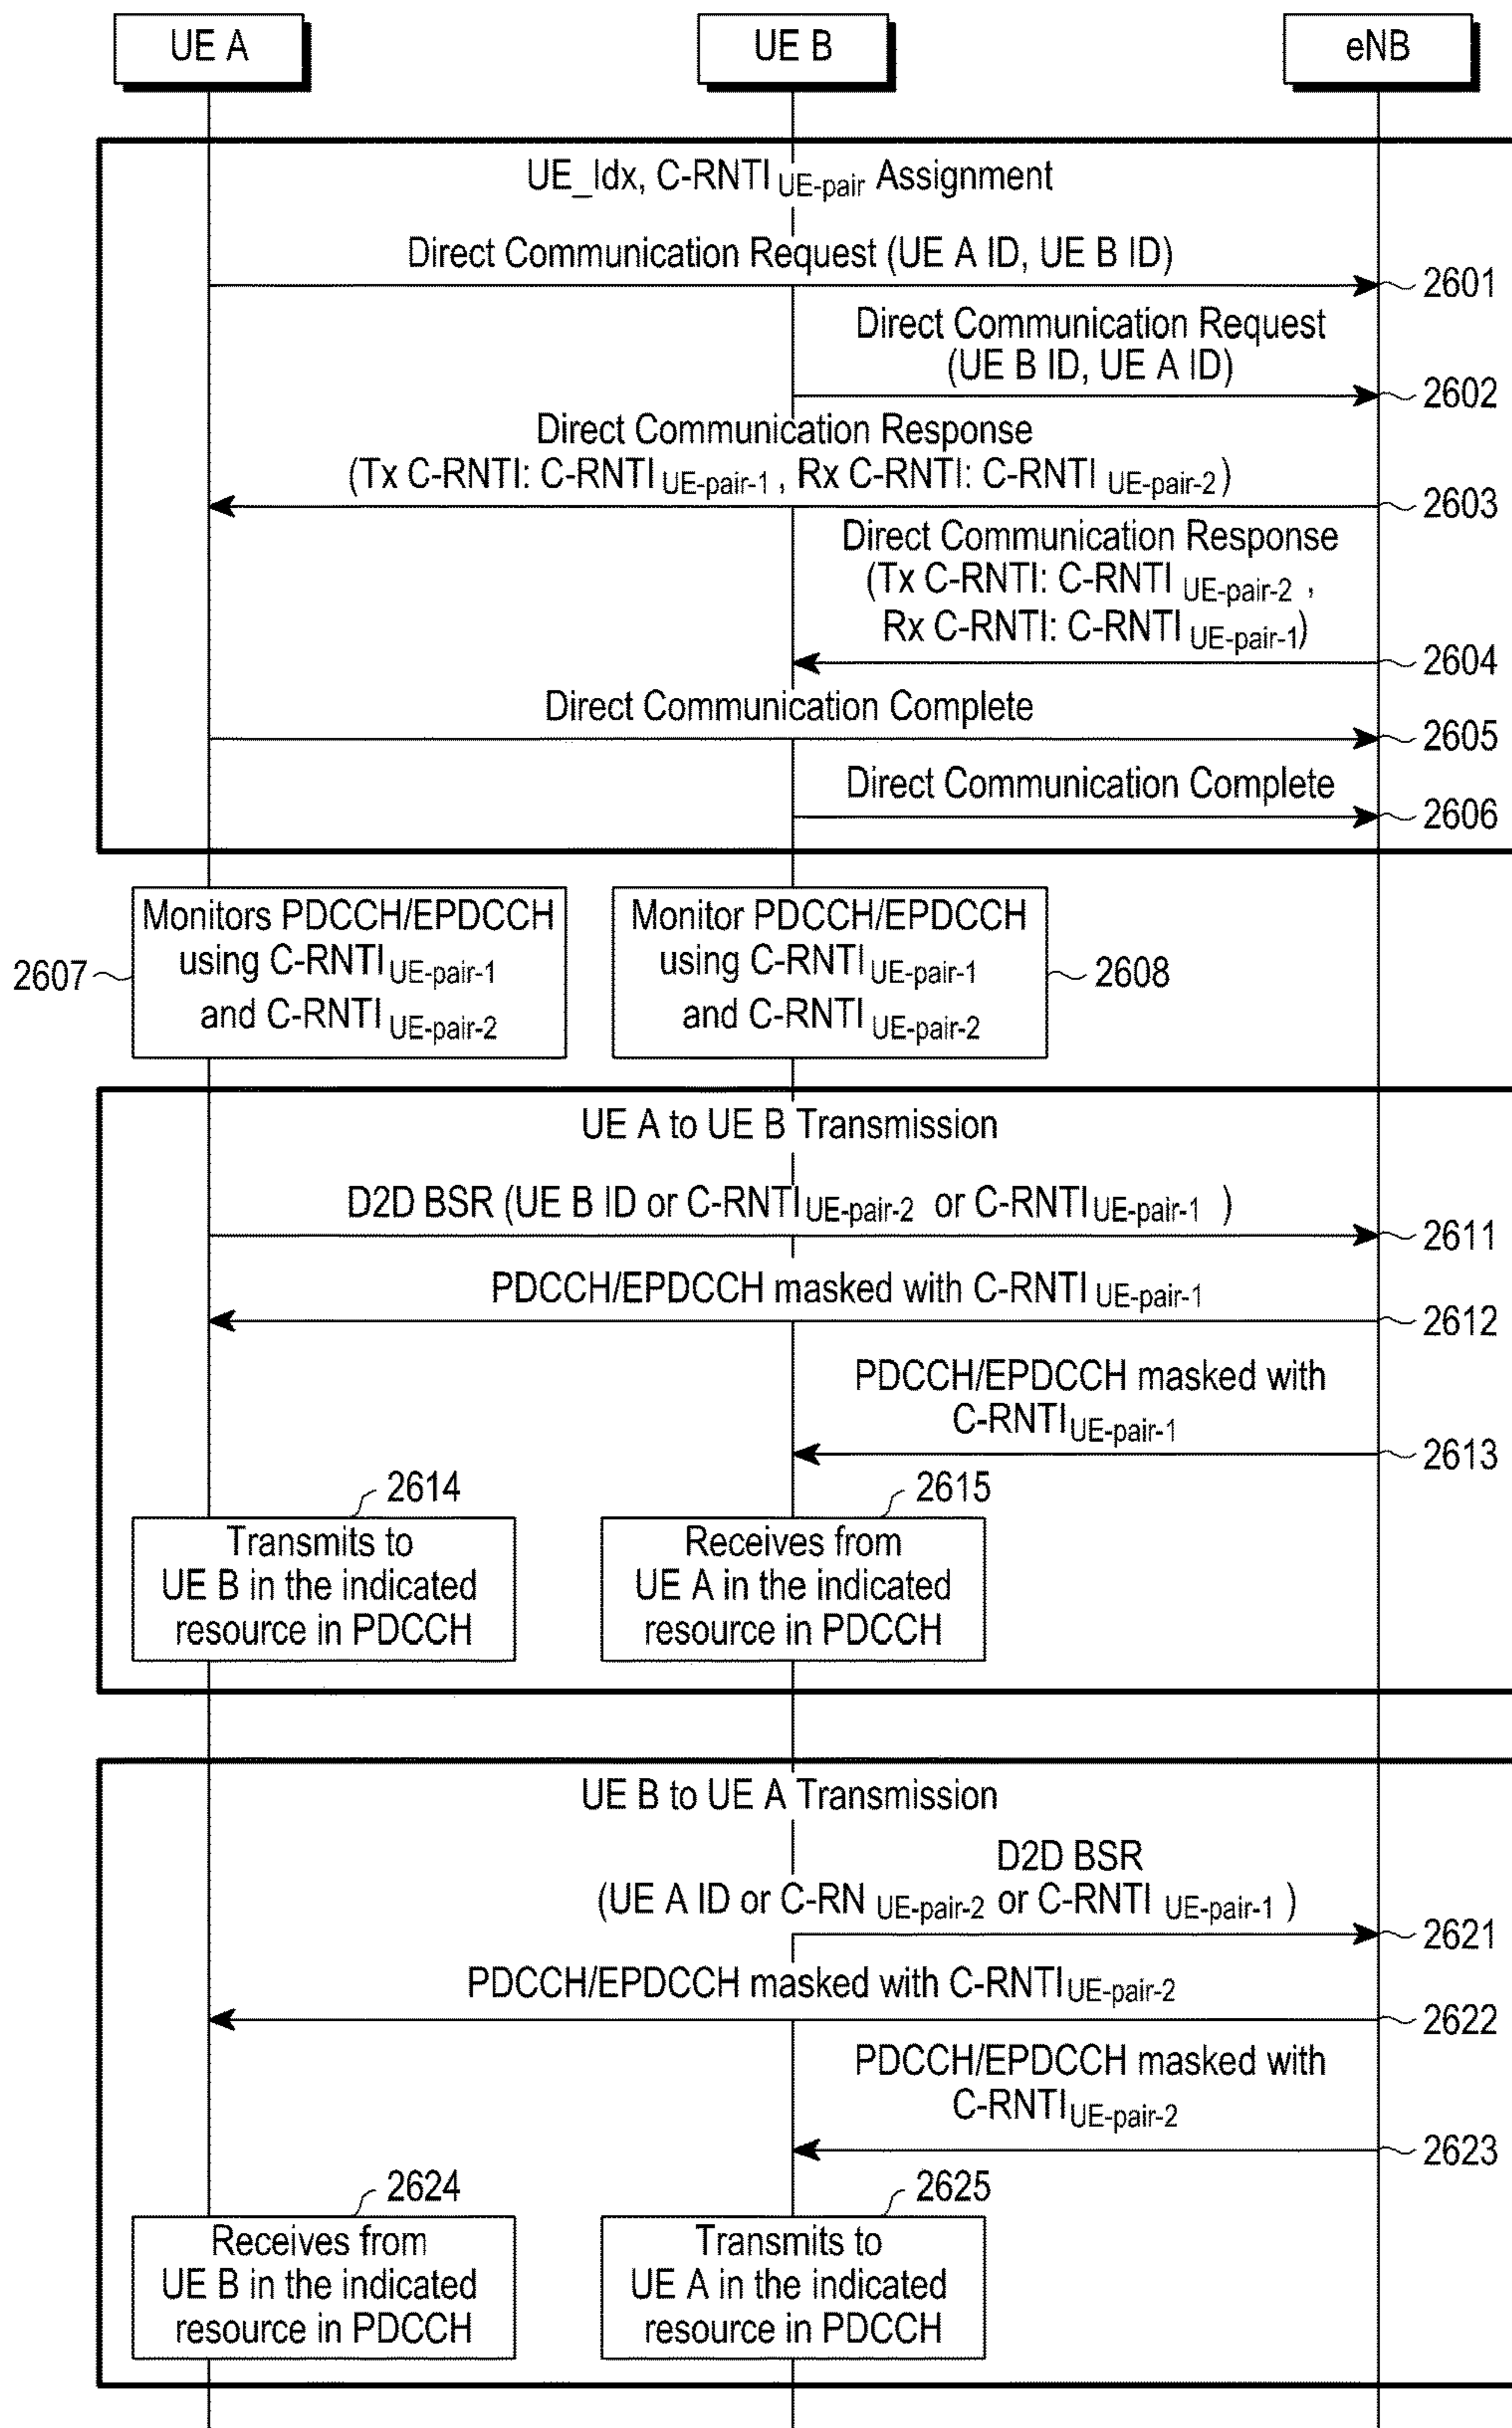 UE A
UE B
eNB
UE_Idx, C-RNTI UE-pair Assignment
Direct Communication Request (UE A ID, UE B ID)
2601
Direct Communication Request
(UE B ID, UE A ID)
2602
Direct Communication Response
(Tx C-RNTI: C-RNTI UE-pair-1 , Rx C-RNTI: C-RNTI UE-pair-2)
2603
Direct Communication Response
(Tx C-RNTI: C-RNTI UE-pair-2 ,
Rx C-RNTI: C-RNTI UE-pair-1)
2604
Direct Communication Complete
2605
Direct Communication Complete
2606
Monitors PDCCH/EPDCCH
using C-RNTI UE-pair-1
and C-RNTI UE-pair-2
2607
Monitor PDCCH/EPDCCH
using C-RNTI UE-pair-1
and C-RNTI UE-pair-2
2608
UE A to UE B Transmission
D2D BSR (UE B ID or C-RNTI UE-pair-2 or C-RNTI UE-pair-1 )
2611
PDCCH/EPDCCH masked with C-RNTI UE-pair-1
2612
PDCCH/EPDCCH masked with
C-RNTI UE-pair-1
2613
2614
Transmits to
UE B in the indicated
resource in PDCCH
2615
Receives from
UE A in the indicated
resource in PDCCH
UE B to UE A Transmission
D2D BSR
(UE A ID or C-RN UE-pair-2 or C-RNTI UE-pair-1 )
2621
PDCCH/EPDCCH masked with C-RNTI UE-pair-2
2622
PDCCH/EPDCCH masked with
C-RNTI UE-pair-2
2623
2624
Receives from
UE B in the indicated
resource in PDCCH
2625
Transmits to
UE A in the indicated
resource in PDCCH